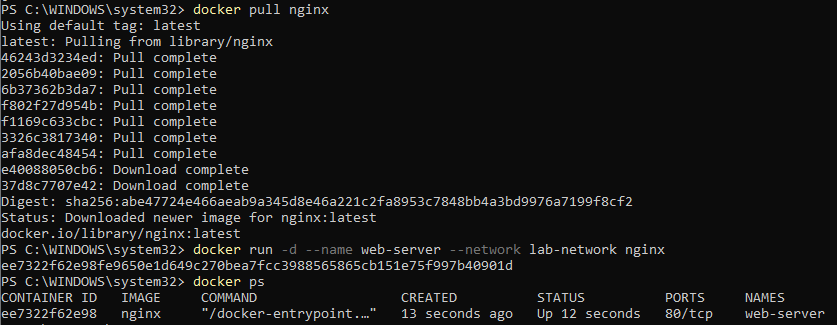 PS C:\WINDOWS\system32> docker pull nginx
Using default tag: latest
latest: Pulling from library/nginx
46243d3234ed: Pull complete
2056b40bae09: Pull complete
6b37362b3da7: Pull complete
f802f27d954b: Pull complete
f1169c633cbc: Pull complete
3326c3817340: Pull complete
afa8dec48454: Pull complete
e40088050cb6: Download complete
37d8c7707e42: Download complete
Digest: sha256:abe47724e466aeab9a345d8e46a221c2fa8953c7848bb4a3bd9976a7199f8cf2
Status: Downloaded newer image for nginx:latest
docker.io/library/nginx:latest
PS C:\WINDOWS\system32> docker run -d --name web-server --network lab-network nginx
ee7322f62e98fe9650e1d649c270bea7fcc3988565865cb151e75f997b40901d
PS C:\WINDOWS\system32> docker ps
CONTAINER ID   IMAGE     COMMAND                  CREATED          STATUS          PORTS     NAMES
ee7322f62e98   nginx     "/docker-entrypoint.…"   13 seconds ago   Up 12 seconds   80/tcp    web-server